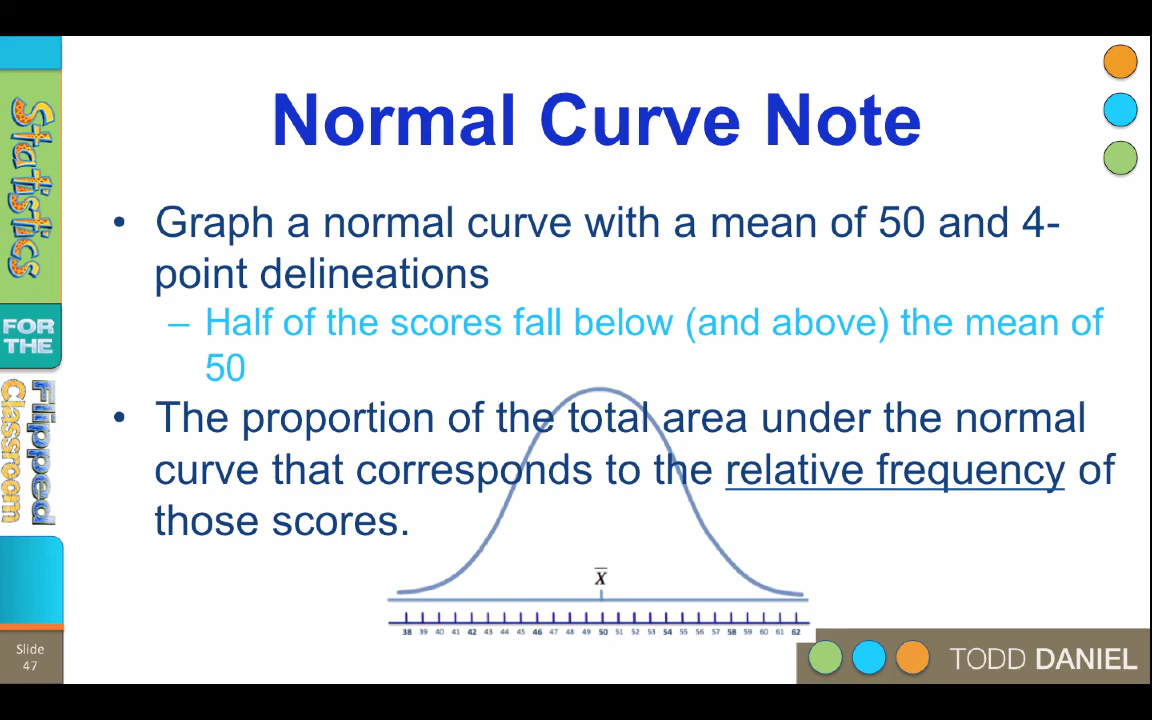 Statistics
FOR
THE
Flipped
Classroom
Slide
47
Normal Curve Note
• Graph a normal curve with a mean of 50 and 4-
point delineations
– Half of the scores fall below (and above) the mean of
50
• The proportion of the total area under the normal
curve that corresponds to the relative frequency of
those scores.
x̅
38 39 40 41 42 43 44 45 46 47 48 49 50 51 52 53 54 55 56 57 58 59 60 61 62
TODD DANIEL